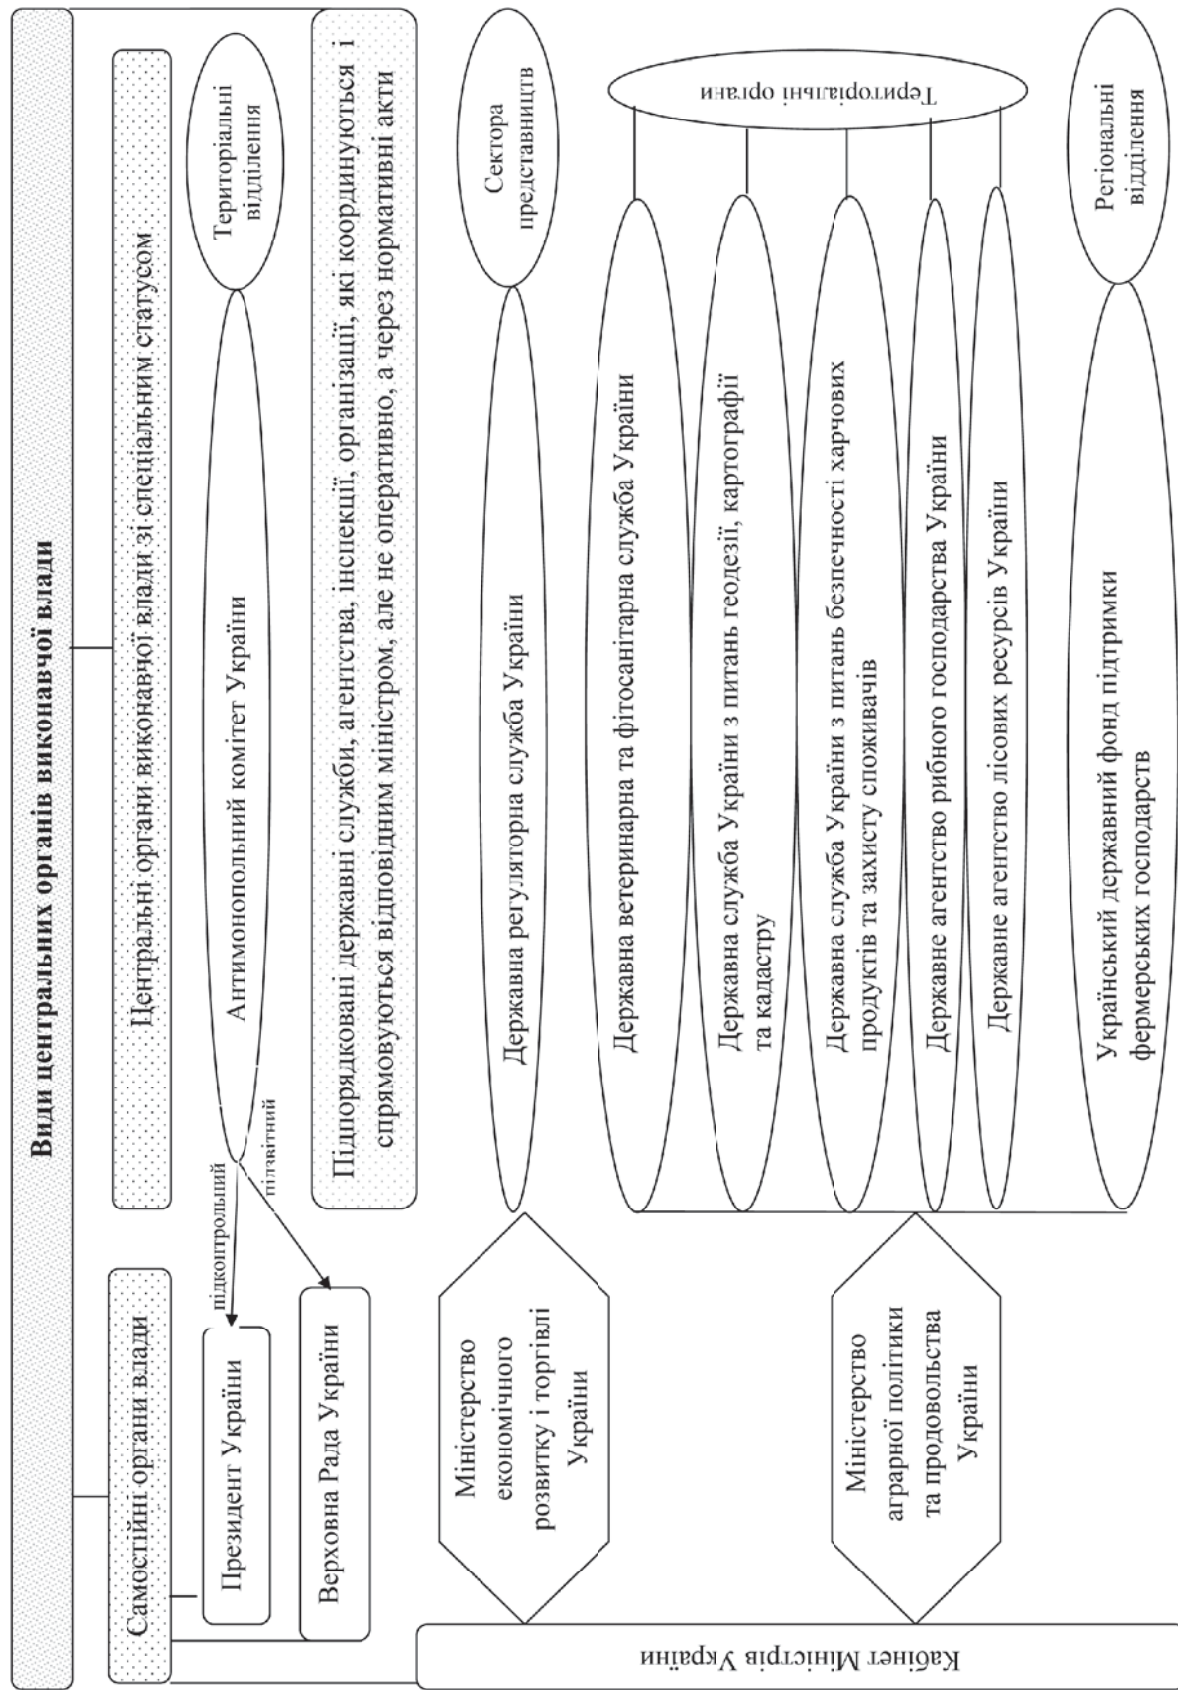 Види центральних органів виконавчої влади
Самостійні органи влади
Центральні органи виконавчої влади зі спеціальним статусом
Президент України
підконтрольний
Антимонопольний комітет України
Територіальні
відділення
Верховна Рада України
підзвітний
Підпорядковані державні служби, агентства, інспекції, організації, які координуються і
спрямовуються відповідним міністром, але не оперативно, а через нормативні акти
Кабінет Міністрів України
Міністерство
економічного
розвитку і торгівлі
України
Державна регуляторна служба України
Сектора
представництв
Міністерство
аграрної політики
та продовольства
України
Державна ветеринарна та фітосанітарна служба України
Державна служба України з питань геодезії, картографії
та кадастру
Державна служба України з питань безпечності харчових
продуктів та захисту споживачів
Державне агентство рибного господарства України
Державне агентство лісових ресурсів України
Територіальні органи
Український державний фонд підтримки
фермерських господарств
Регіональні
відділення